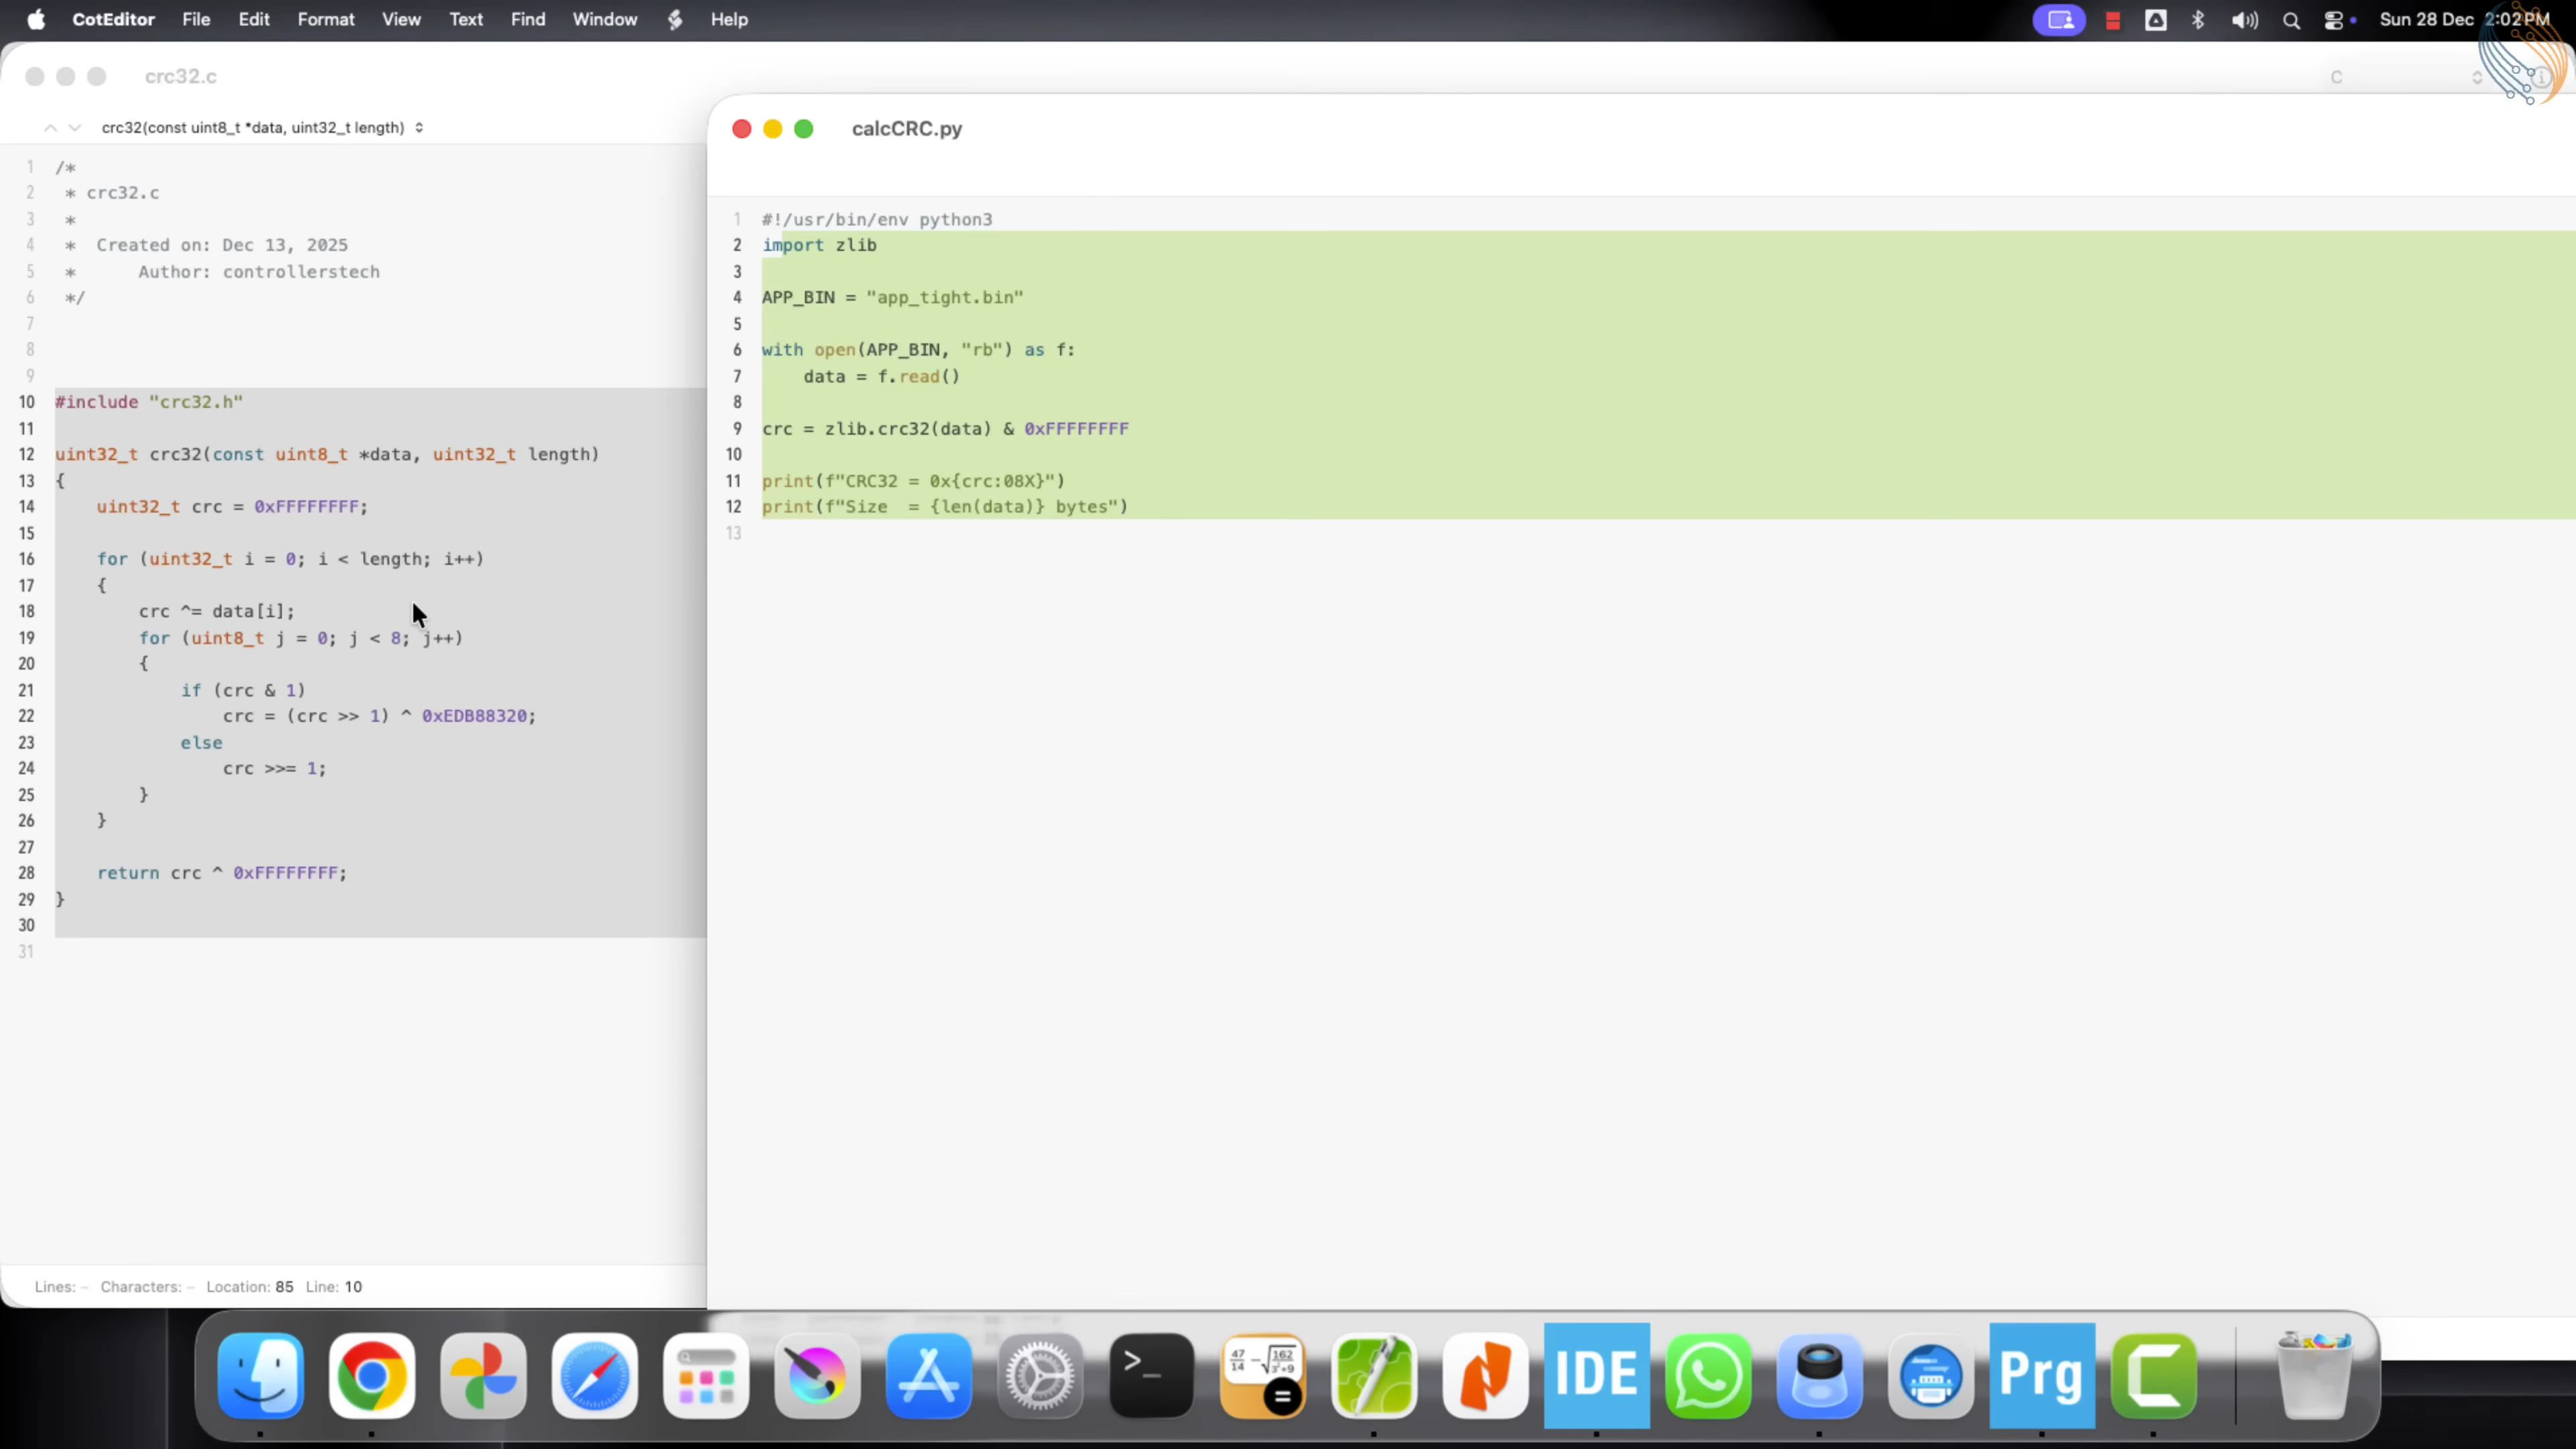 CotEditor File Edit Format View Text Find Window Help Sun 28 Dec 2:02PM
crc32.c C
crc32(const uint8_t *data, uint32_t length)
1 /*
2  * crc32.c
3  *
4  *  Created on: Dec 13, 2025
5  *      Author: controllerstech
6  */
7
8
9
10 #include "crc32.h"
11
12 uint32_t crc32(const uint8_t *data, uint32_t length)
13 {
14     uint32_t crc = 0xFFFFFFFF;
15
16     for (uint32_t i = 0; i < length; i++)
17     {
18         crc ^= data[i];
19         for (uint8_t j = 0; j < 8; j++)
20         {
21             if (crc & 1)
22                 crc = (crc >> 1) ^ 0xEDB88320;
23             else
24                 crc >>= 1;
25         }
26     }
27
28     return crc ^ 0xFFFFFFFF;
29 }
30
31
Lines: – Characters: – Location: 85 Line: 10
calcCRC.py
1 #!/usr/bin/env python3
2 import zlib
3
4 APP_BIN = "app_tight.bin"
5
6 with open(APP_BIN, "rb") as f:
7     data = f.read()
8
9 crc = zlib.crc32(data) & 0xFFFFFFFF
10
11 print(f"CRC32 = 0x{crc:08X}")
12 print(f"Size  = {len(data)} bytes")
13
IDE
Prg